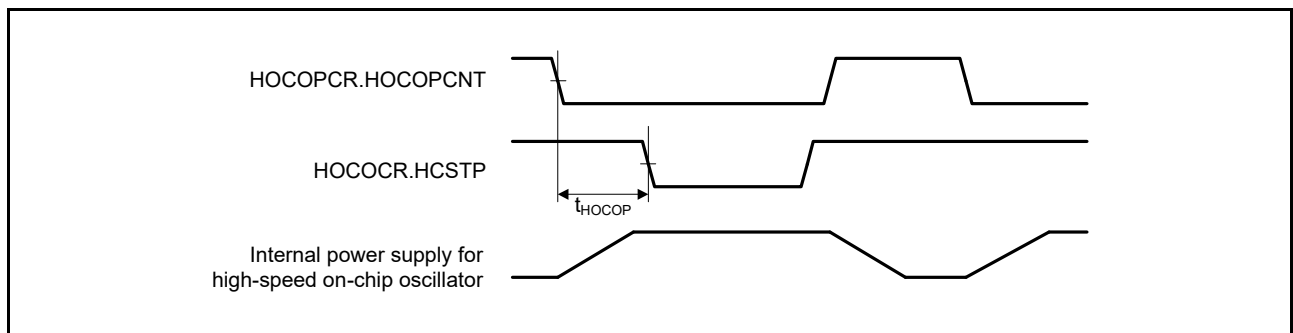 HOCOPCR.HOCOPCNT
HOCOCR.HCSTP
tHOCOP
Internal power supply for
high-speed on-chip oscillator